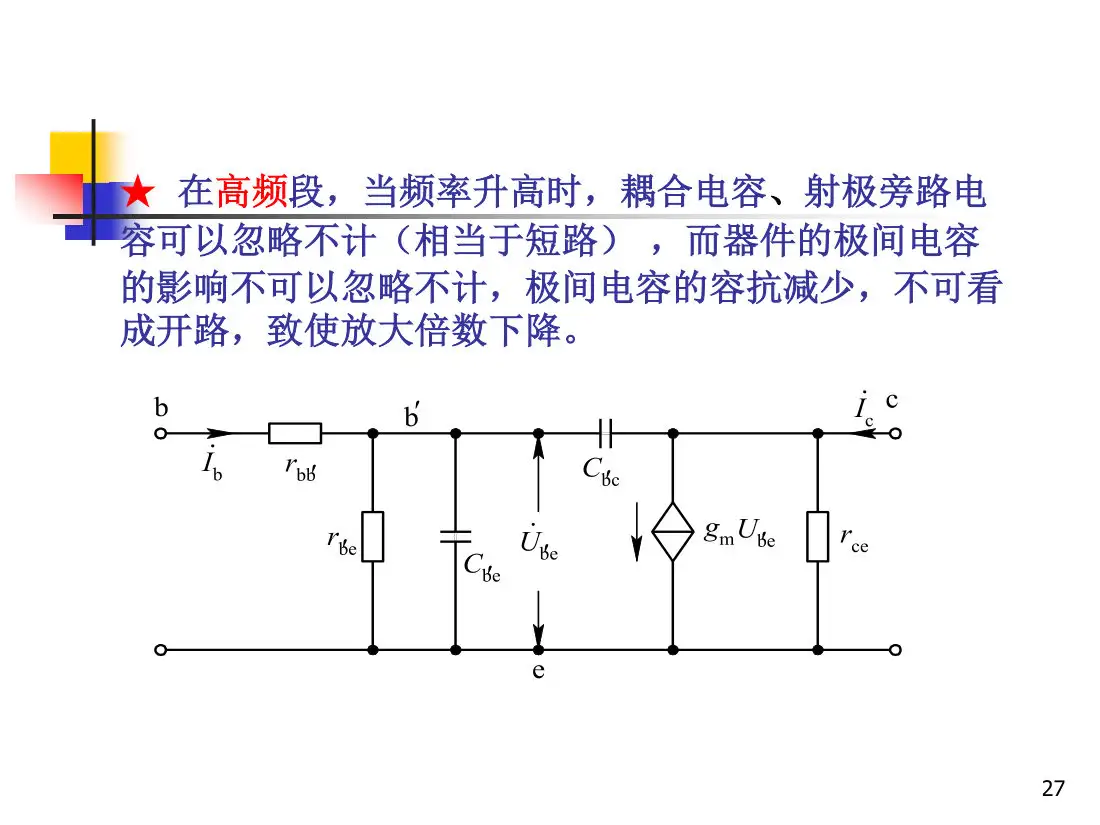 ★ 在高频段，当频率升高时，耦合电容、射极旁路电
容可以忽略不计（相当于短路），而器件的极间电容
的影响不可以忽略不计，极间电容的容抗减少，不可看
成开路，致使放大倍数下降。
b
b′
İc
c
İb
rbb′
Cb′c
rb′e
Cb′e
U̇b′e
gmUb′e
rce
e
27